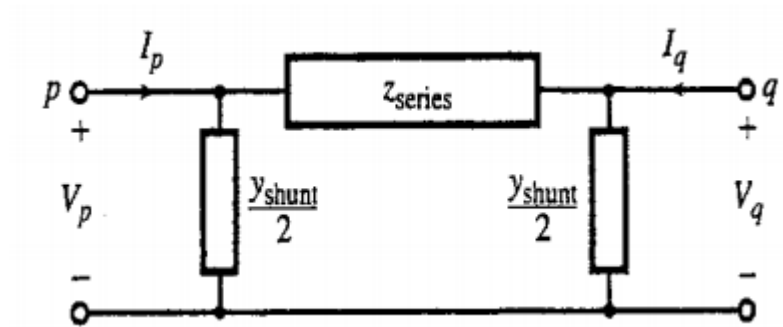 I_p
I_q
p
z_series
q
+
+
V_p
y_shunt
2
y_shunt
2
V_q
−
−